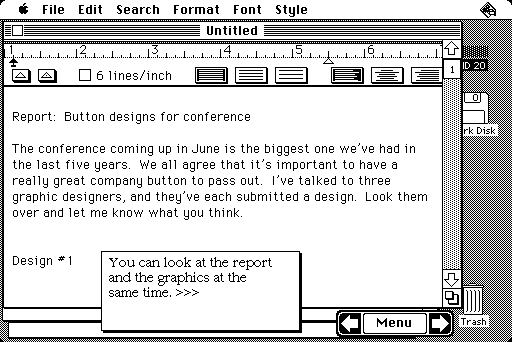 File Edit Search Format Font Style
Untitled
1 2 3 4 5 6
6 lines/inch
1
HD 20
Report: Button designs for conference
The conference coming up in June is the biggest one we've had in
the last five years. We all agree that it's important to have a
really great company button to pass out. I've talked to three
graphic designers, and they've each submitted a design. Look them
over and let me know what you think.
Design #1
You can look at the report
and the graphics at the
same time. >>>
Menu
Trash